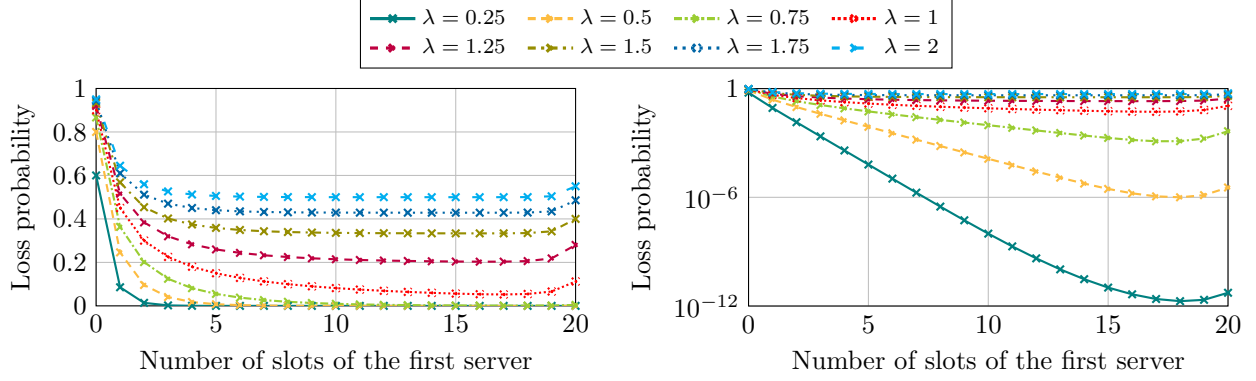 λ = 0.25 λ = 0.5 λ = 0.75 λ = 1
λ = 1.25 λ = 1.5 λ = 1.75 λ = 2
Loss probability
1
0.8
0.6
0.4
0.2
0
0 5 10 15 20
Number of slots of the first server
Loss probability
1
10^−6
10^−12
0 5 10 15 20
Number of slots of the first server